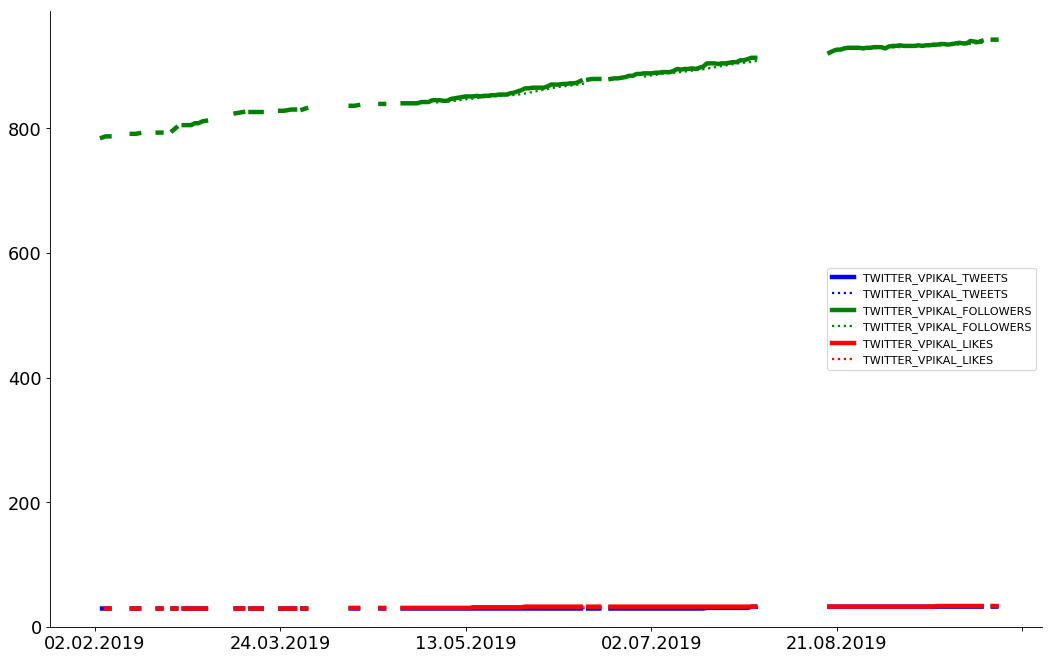 800
600
400
200
0
02.02.2019
24.03.2019
13.05.2019
02.07.2019
21.08.2019
TWITTER_VPIKAL_TWEETS
TWITTER_VPIKAL_TWEETS
TWITTER_VPIKAL_FOLLOWERS
TWITTER_VPIKAL_FOLLOWERS
TWITTER_VPIKAL_LIKES
TWITTER_VPIKAL_LIKES